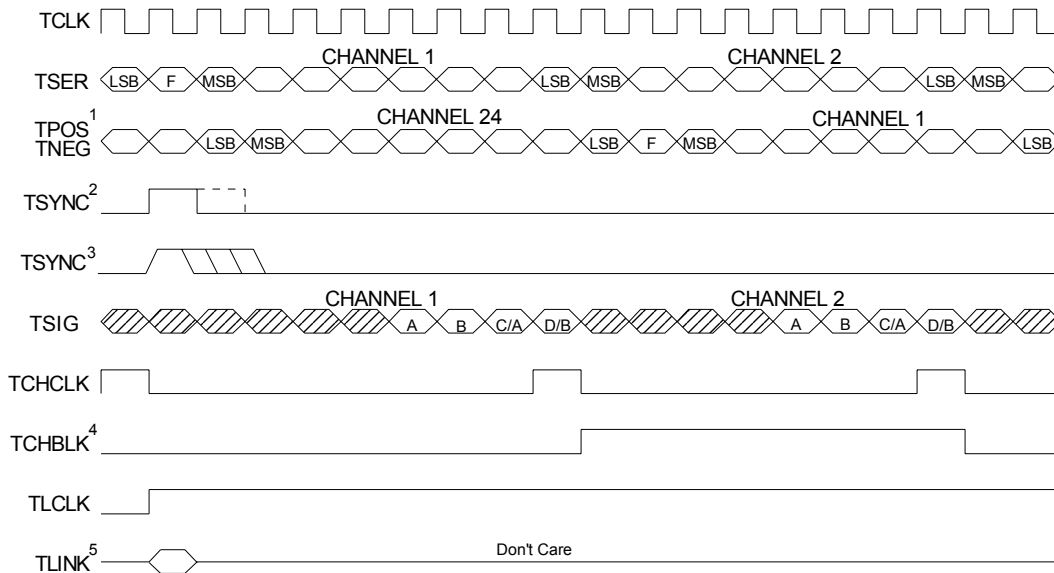 TCLK
CHANNEL 1 CHANNEL 2
TSER LSB F MSB LSB MSB LSB MSB
CHANNEL 24 CHANNEL 1
TPOS1
TNEG LSB MSB LSB F MSB LSB
TSYNC2
TSYNC3
CHANNEL 1 CHANNEL 2
TSIG A B C/A D/B A B C/A D/B
TCHCLK
TCHBLK4
TLCLK
Don't Care
TLINK5